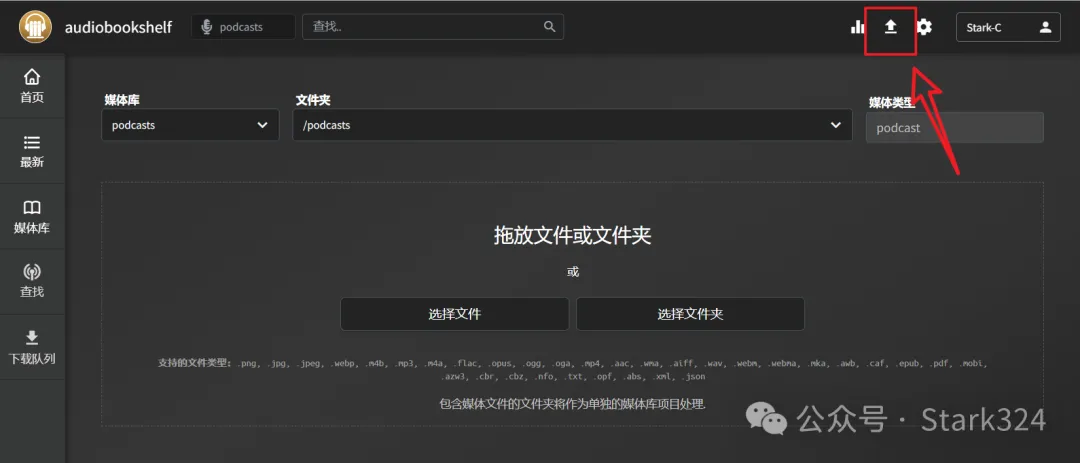 audiobookshelf
podcasts
查找..
Stark-C
首页
最新
媒体库
查找
下载队列
媒体库
文件夹
媒体类型
podcasts
/podcasts
podcast
拖放文件或文件夹
或
选择文件
选择文件夹
支持的文件类型: .png, .jpg, .jpeg, .webp, .m4b, .mp3, .m4a, .flac, .opus, .ogg, .oga, .mp4, .aac, .wma, .aiff, .wav, .webm, .webma, .mka, .awb, .caf, .epub, .pdf, .mobi,
.azw3, .cbr, .cbz, .nfo, .txt, .opf, .abs, .xml, .json
包含媒体文件的文件夹将作为单独的媒体库项目处理.
公众号 · Stark324